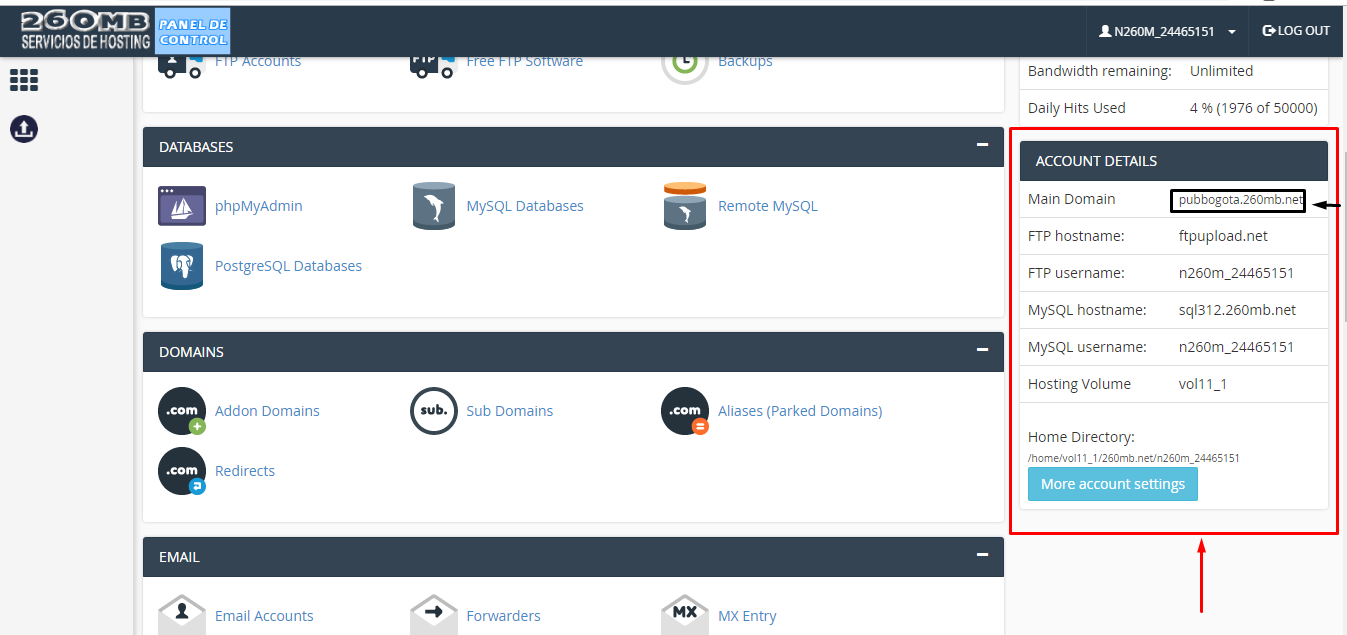 260MB
SERVICIOS DE HOSTING
PANEL DE
CONTROL
N260M_24465151
LOG OUT
FTP Accounts
FTP
Free FTP Software
Backups
DATABASES
phpMyAdmin
MySQL Databases
Remote MySQL
PostgreSQL Databases
DOMAINS
.com
Addon Domains
sub.
Sub Domains
.com
Aliases (Parked Domains)
.com
Redirects
EMAIL
Email Accounts
Forwarders
MX
MX Entry
Bandwidth remaining: Unlimited
Daily Hits Used 4 % (1976 of 50000)
ACCOUNT DETAILS
Main Domain pubbogota.260mb.net
FTP hostname: ftpupload.net
FTP username: n260m_24465151
MySQL hostname: sql312.260mb.net
MySQL username: n260m_24465151
Hosting Volume vol11_1
Home Directory:
/home/vol11_1/260mb.net/n260m_24465151
More account settings